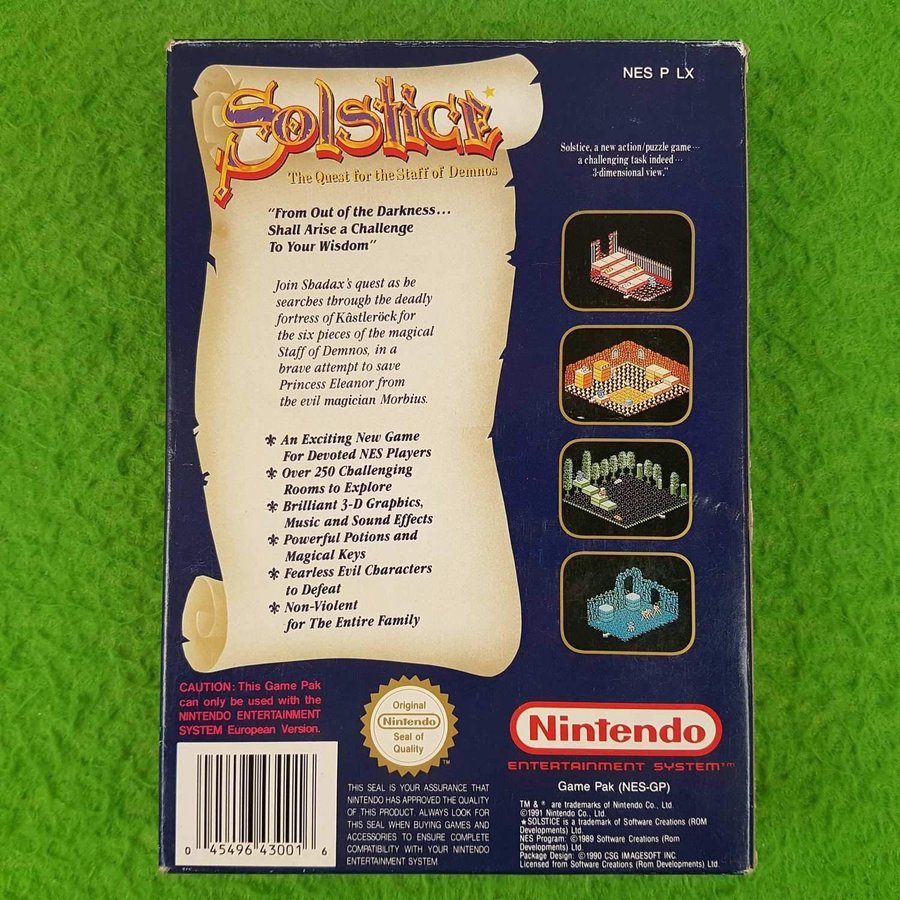 Solstice
The Quest for the Staff of Demnos
"From Out of the Darkness...
Shall Arise a Challenge
To Your Wisdom"
Join Shadax's quest as he
searches through the deadly
fortress of Kâstleröck for
the six pieces of the magical
Staff of Demnos, in a
brave attempt to save
Princess Eleanor from
the evil magician Morbius.
An Exciting New Game
For Devoted NES Players
Over 250 Challenging
Rooms to Explore
Brilliant 3-D Graphics,
Music and Sound Effects
Powerful Potions and
Magical Keys
Fearless Evil Characters
to Defeat
Non-Violent
for The Entire Family
NES P LX
Solstice, a new action/puzzle game...
a challenging task indeed...
3-dimensional view."
CAUTION: This Game Pak
can only be used with the
NINTENDO ENTERTAINMENT
SYSTEM European Version.
0 45496 43001 6
Original
Nintendo
Seal of
Quality
TM
THIS SEAL IS YOUR ASSURANCE THAT
NINTENDO HAS APPROVED THE QUALITY
OF THIS PRODUCT. ALWAYS LOOK FOR
THIS SEAL WHEN BUYING GAMES AND
ACCESSORIES TO ENSURE COMPLETE
COMPATIBILITY WITH YOUR NINTENDO
ENTERTAINMENT SYSTEM.
Nintendo®
ENTERTAINMENT SYSTEM™
Game Pak (NES-GP)
TM & ® are trademarks of Nintendo Co., Ltd.
©1991 Nintendo Co., Ltd.
★SOLSTICE is a trademark of Software Creations (ROM
Developments) Ltd.
NES Program: ©1989 Software Creations (Rom
Developments) Ltd.
Package Design: ©1990 CSG IMAGESOFT INC.
Licensed from Software Creations (Rom Developments) Ltd.